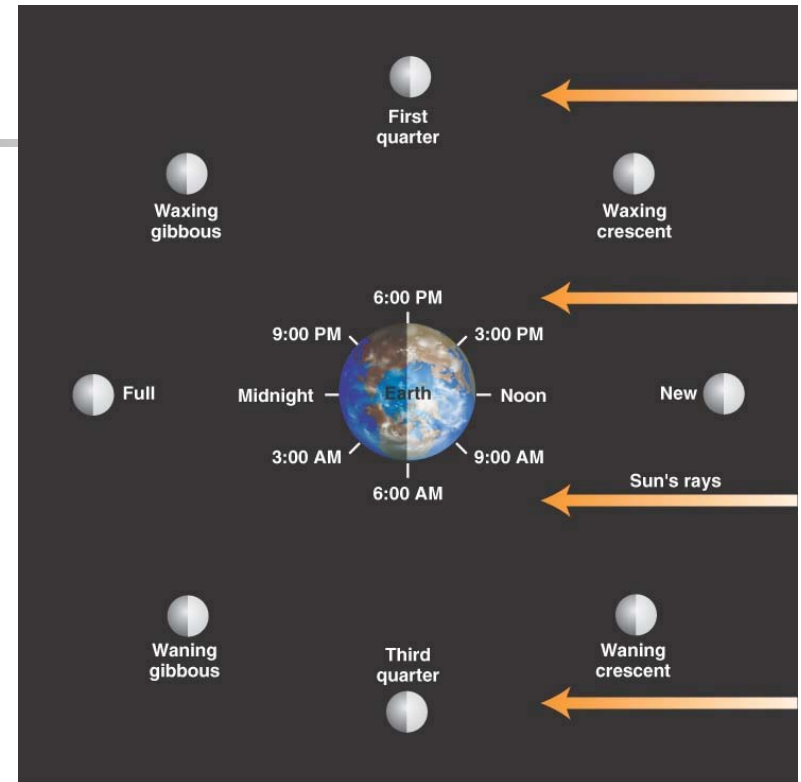 First
quarter
Waxing
gibbous
Waxing
crescent
6:00 PM
9:00 PM
3:00 PM
Full
Midnight
Earth
Noon
New
3:00 AM
9:00 AM
6:00 AM
Sun's rays
Waning
gibbous
Third
quarter
Waning
crescent